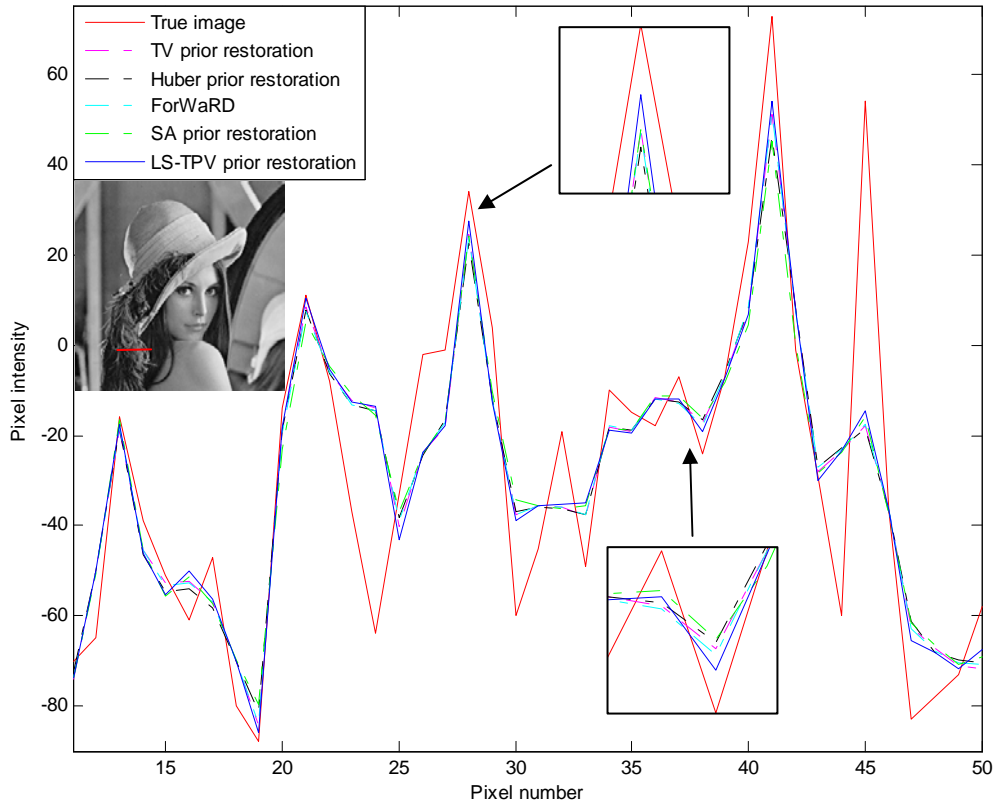 True image
TV prior restoration
Huber prior restoration
ForWaRD
SA prior restoration
LS-TPV prior restoration
60
40
20
0
-20
-40
-60
-80
Pixel intensity
15 20 25 30 35 40 45 50
Pixel number